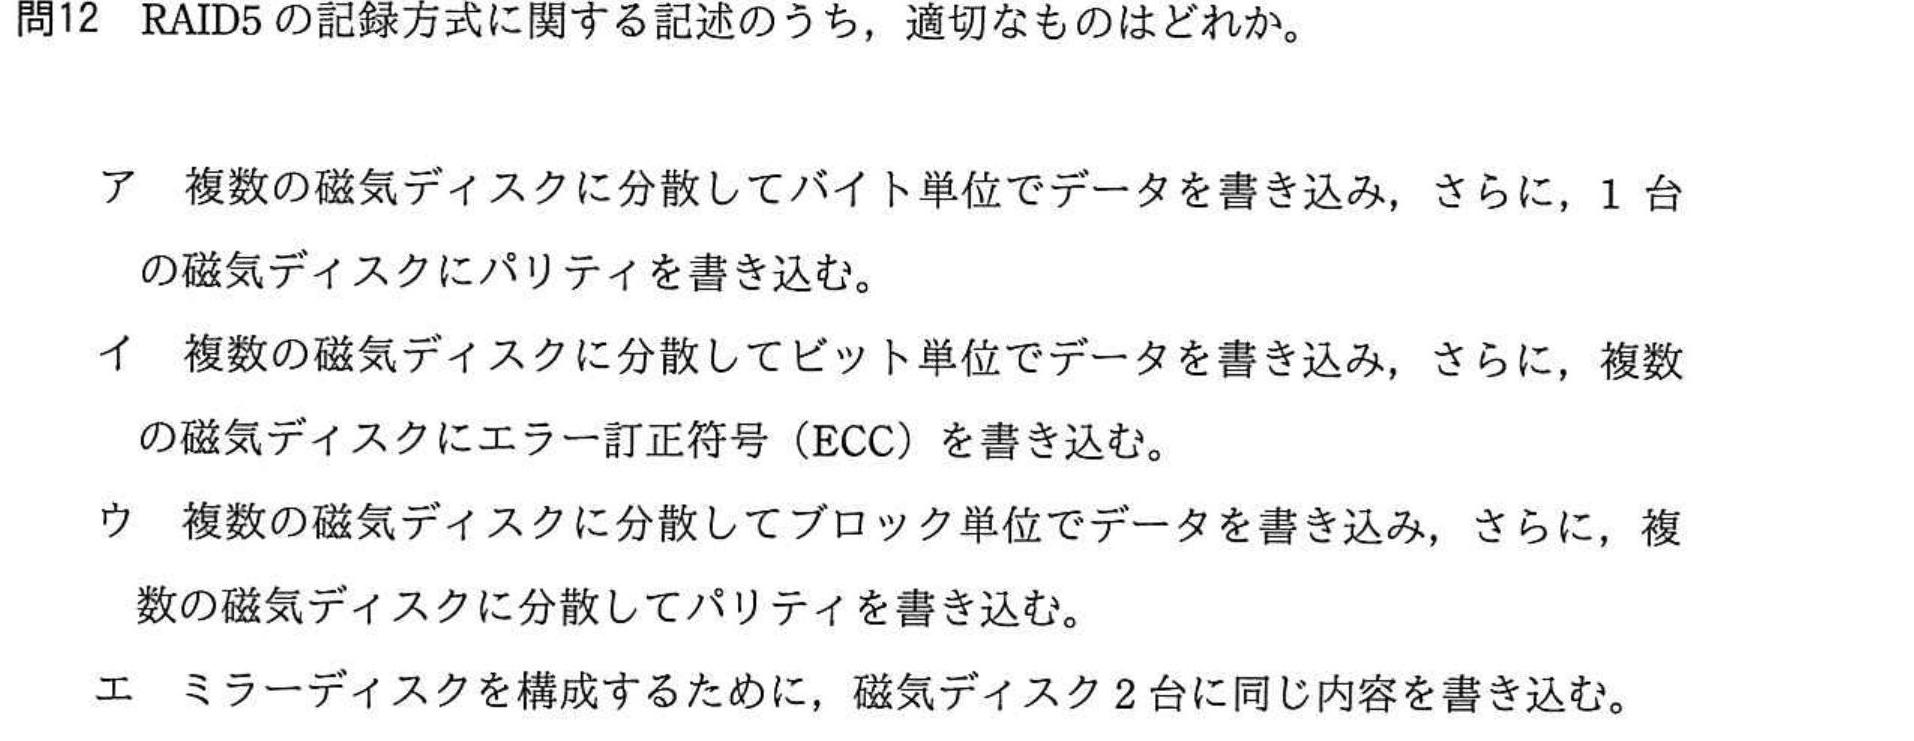 問12 RAID5の記録方式に関する記述のうち，適切なものはどれか。
ア 複数の磁気ディスクに分散してバイト単位でデータを書き込み，さらに，1 台
の磁気ディスクにパリティを書き込む。
イ 複数の磁気ディスクに分散してビット単位でデータを書き込み，さらに，複数
の磁気ディスクにエラー訂正符号（ECC）を書き込む。
ウ 複数の磁気ディスクに分散してブロック単位でデータを書き込み，さらに，複
数の磁気ディスクに分散してパリティを書き込む。
エ ミラーディスクを構成するために，磁気ディスク2台に同じ内容を書き込む。